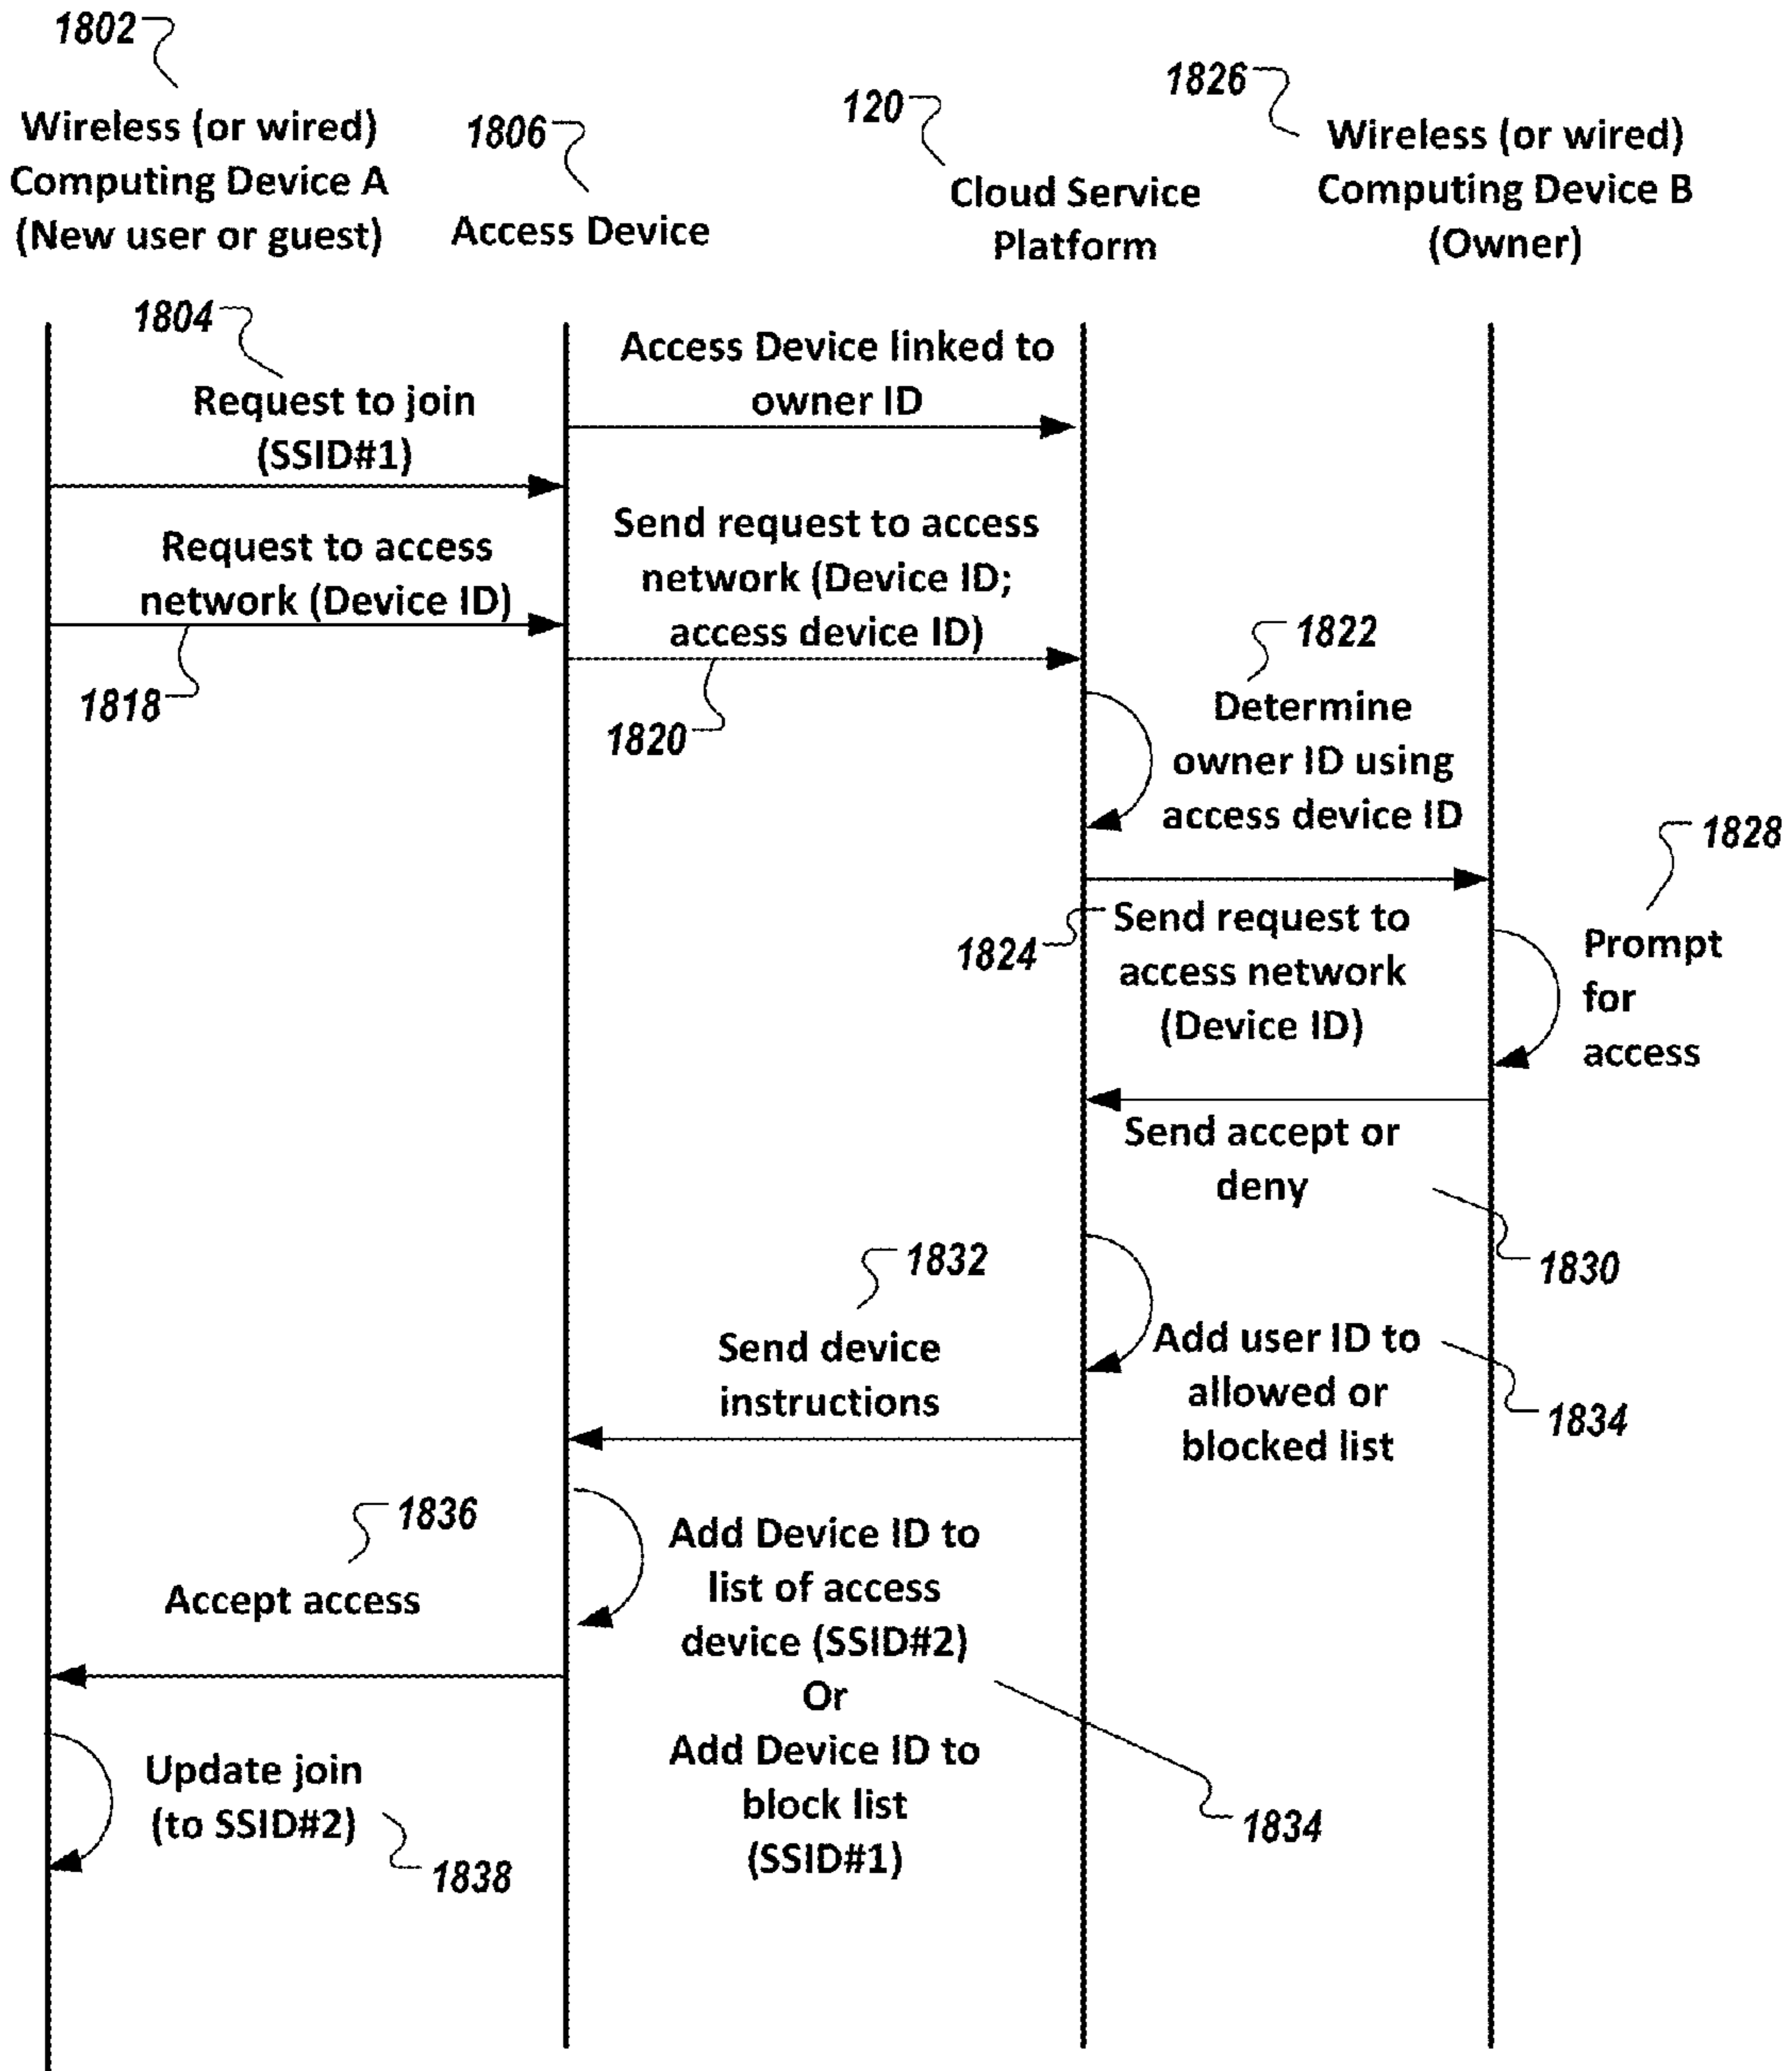 1802
Wireless (or wired)
Computing Device A
(New user or guest)
1806
Access Device
120
Cloud Service
Platform
1826
Wireless (or wired)
Computing Device B
(Owner)
1804
Request to join
(SSID#1)
Access Device linked to
owner ID
Request to access
network (Device ID)
1818
Send request to access
network (Device ID;
access device ID)
1820
1822
Determine
owner ID using
access device ID
1824
Send request to
access network
(Device ID)
1828
Prompt
for
access
Send accept or
deny
1830
1832
Send device
instructions
Add user ID to
allowed or
blocked list
1834
1836
Accept access
Add Device ID to
list of access
device (SSID#2)
Or
Add Device ID to
block list
(SSID#1)
1834
Update join
(to SSID#2)
1838